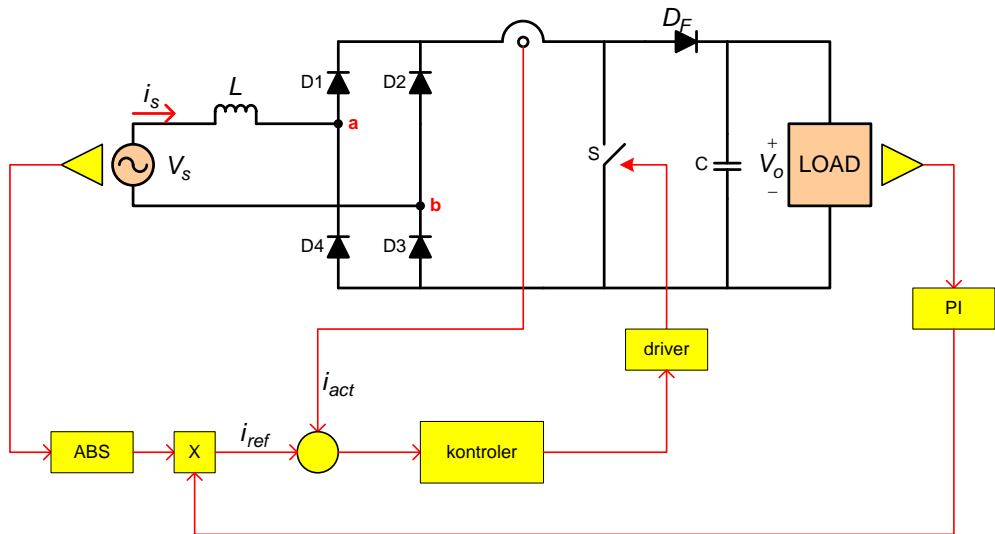 D_F
D1
D2
L
i_s
a
S
+
V_s
C
V_o
LOAD
−
b
D4
D3
PI
driver
i_act
i_ref
ABS
X
kontroler